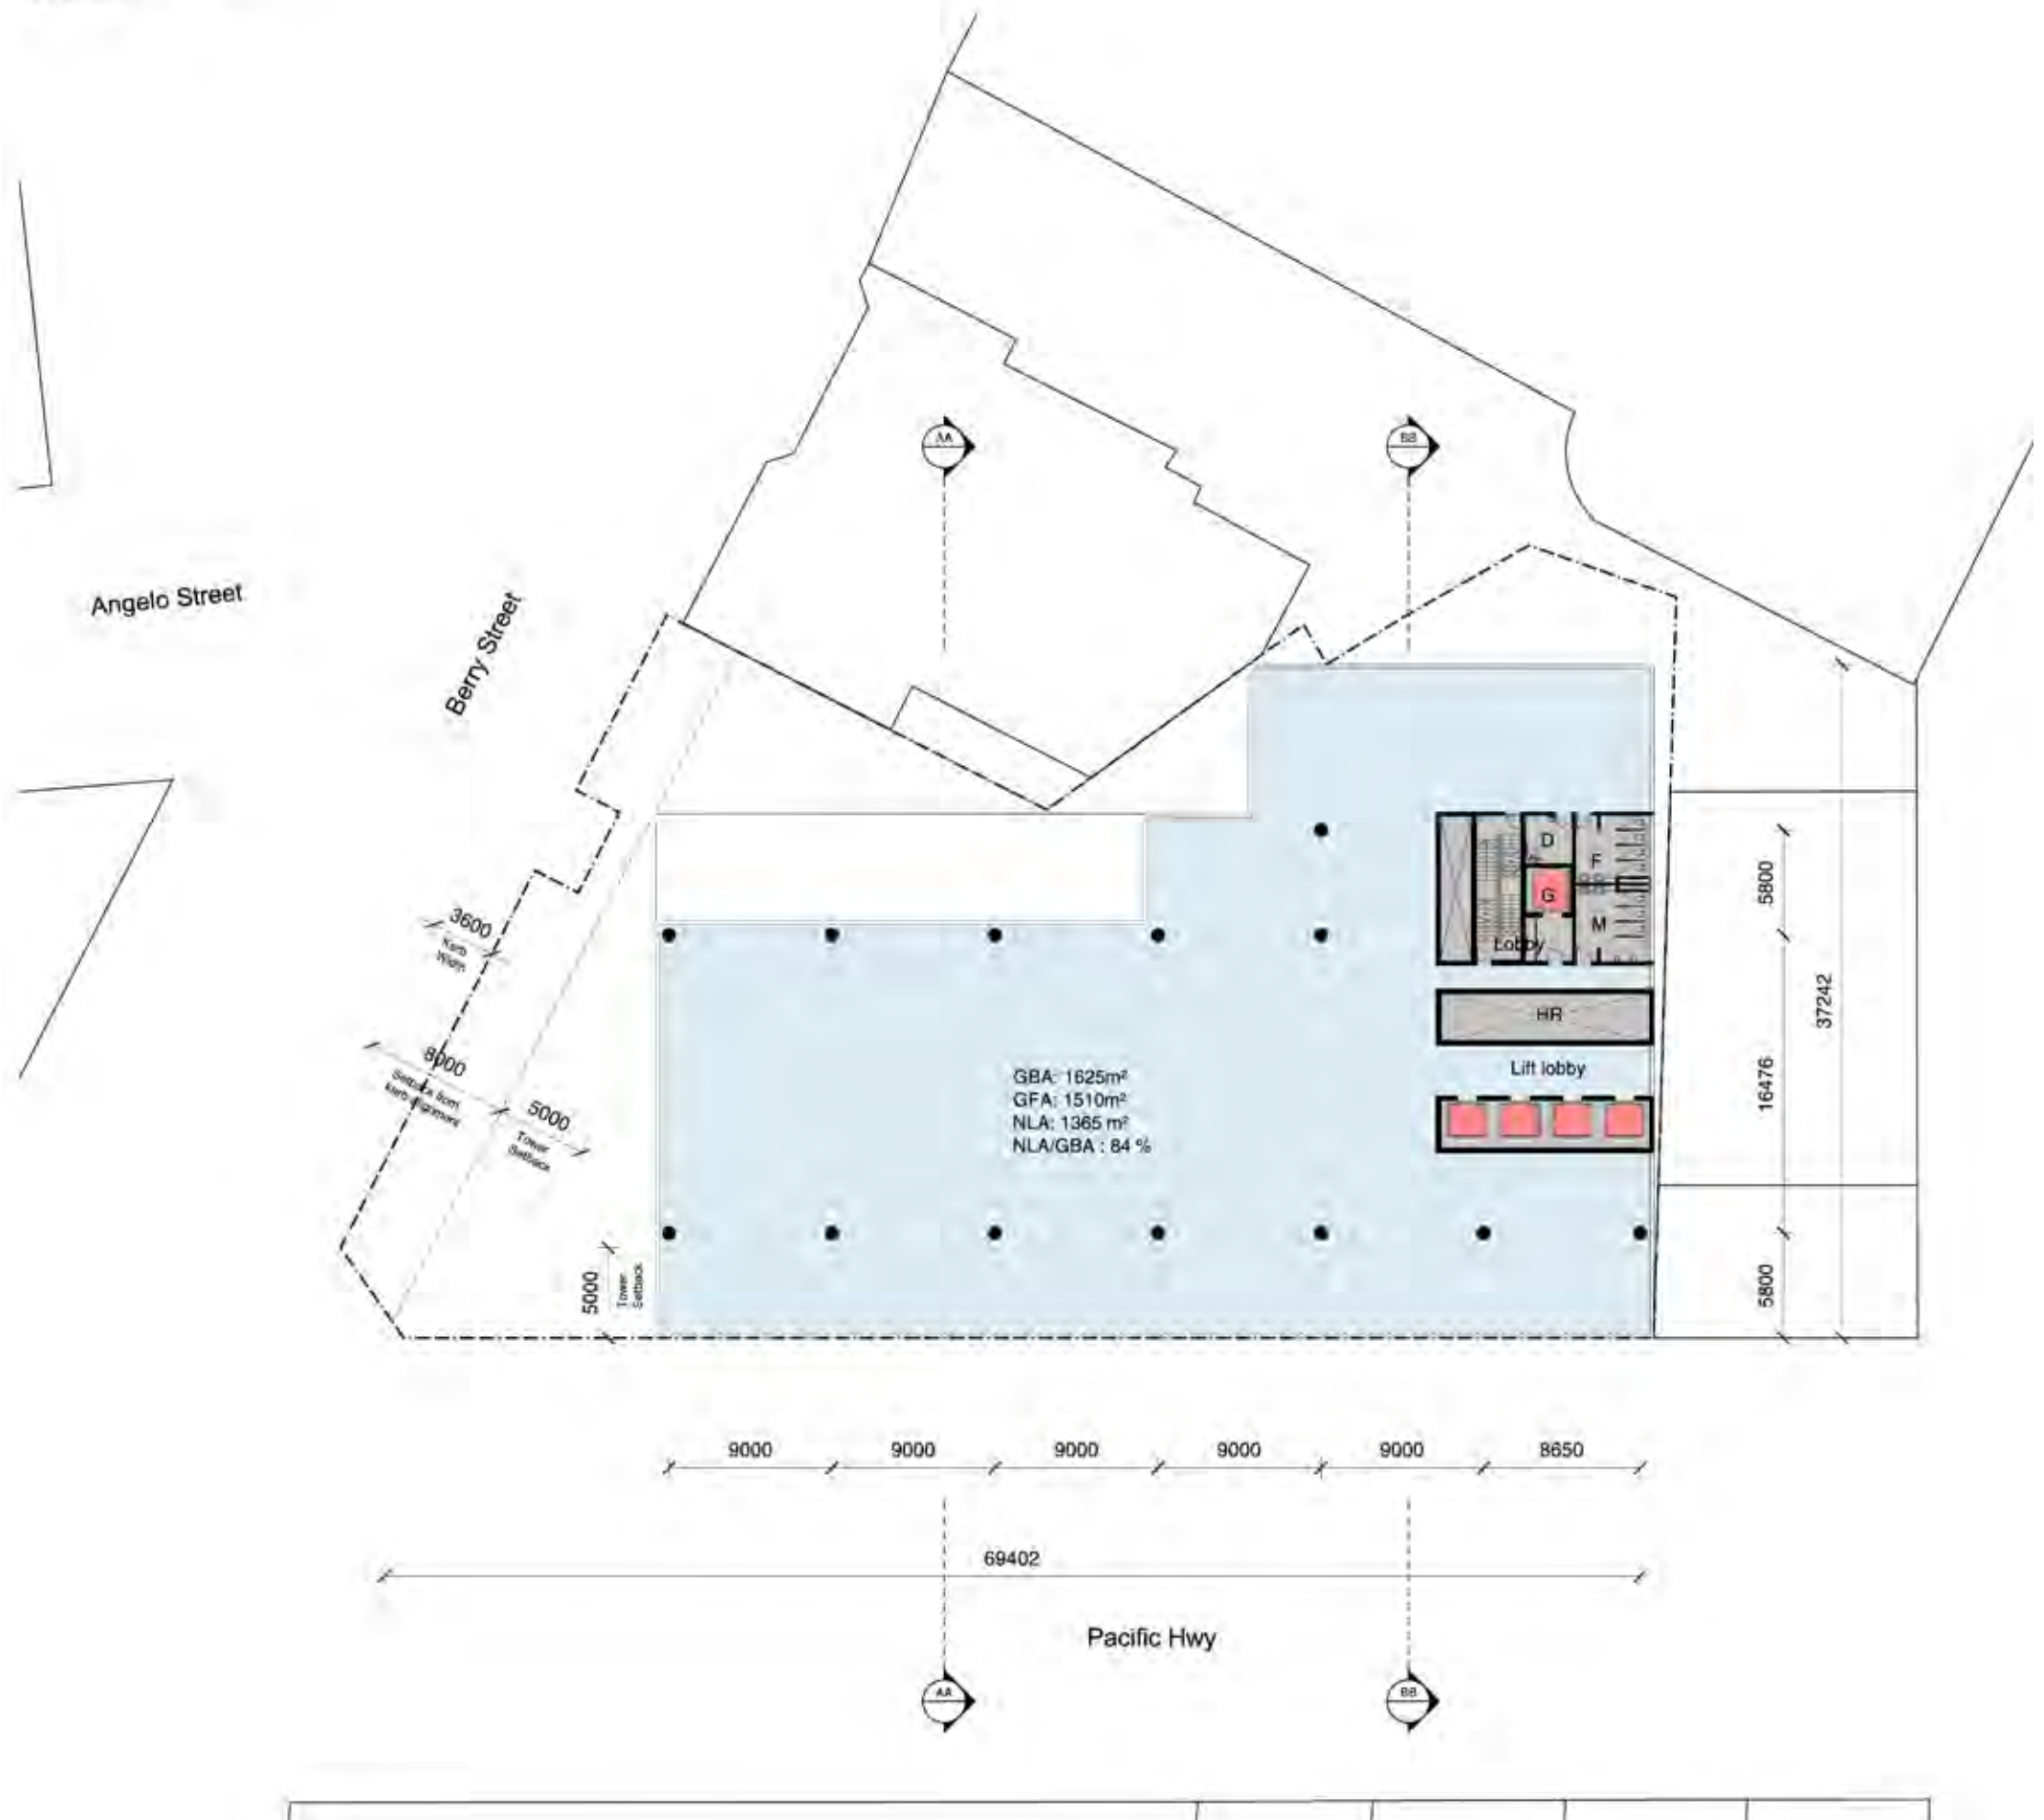 AA
BB
Angelo Street
Berry Street
D
F
G
M
Lobby
HR
Lift lobby
3600
Kerb
Width
8000
Setback from
kerb alignment
5000
Tower
Setback
GBA: 1625m²
GFA: 1510m²
NLA: 1365 m²
NLA/GBA : 84 %
5000
Tower
Setback
5800
16476
5800
37242
9000
9000
9000
9000
9000
8650
69402
Pacific Hwy
AA
BB